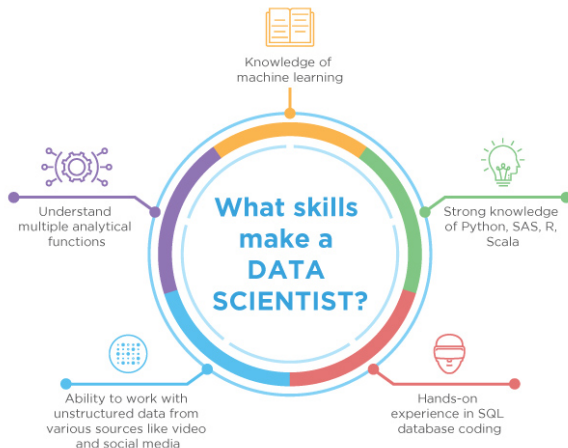 Knowledge of
machine learning
Understand
multiple analytical
functions
What skills
make a
DATA
SCIENTIST?
Strong knowledge
of Python, SAS, R,
Scala
Ability to work with
unstructured data from
various sources like video
and social media
Hands-on
experience in SQL
database coding